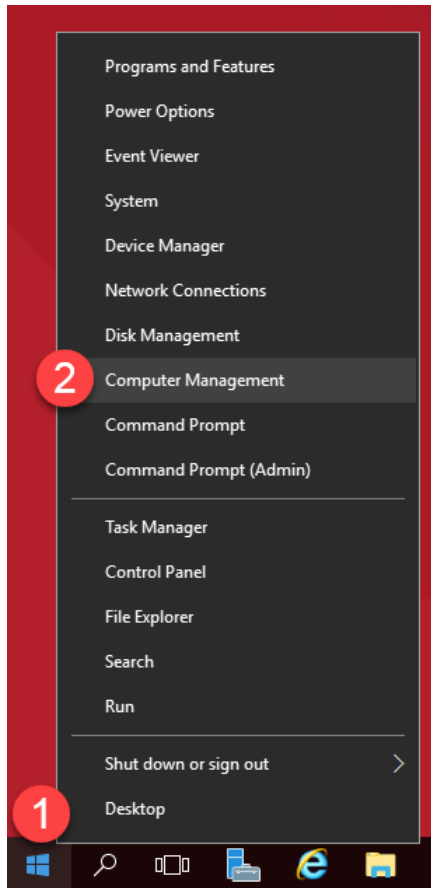 Programs and Features
Power Options
Event Viewer
System
Device Manager
Network Connections
Disk Management
2 Computer Management
Command Prompt
Command Prompt (Admin)
Task Manager
Control Panel
File Explorer
Search
Run
Shut down or sign out
1 Desktop